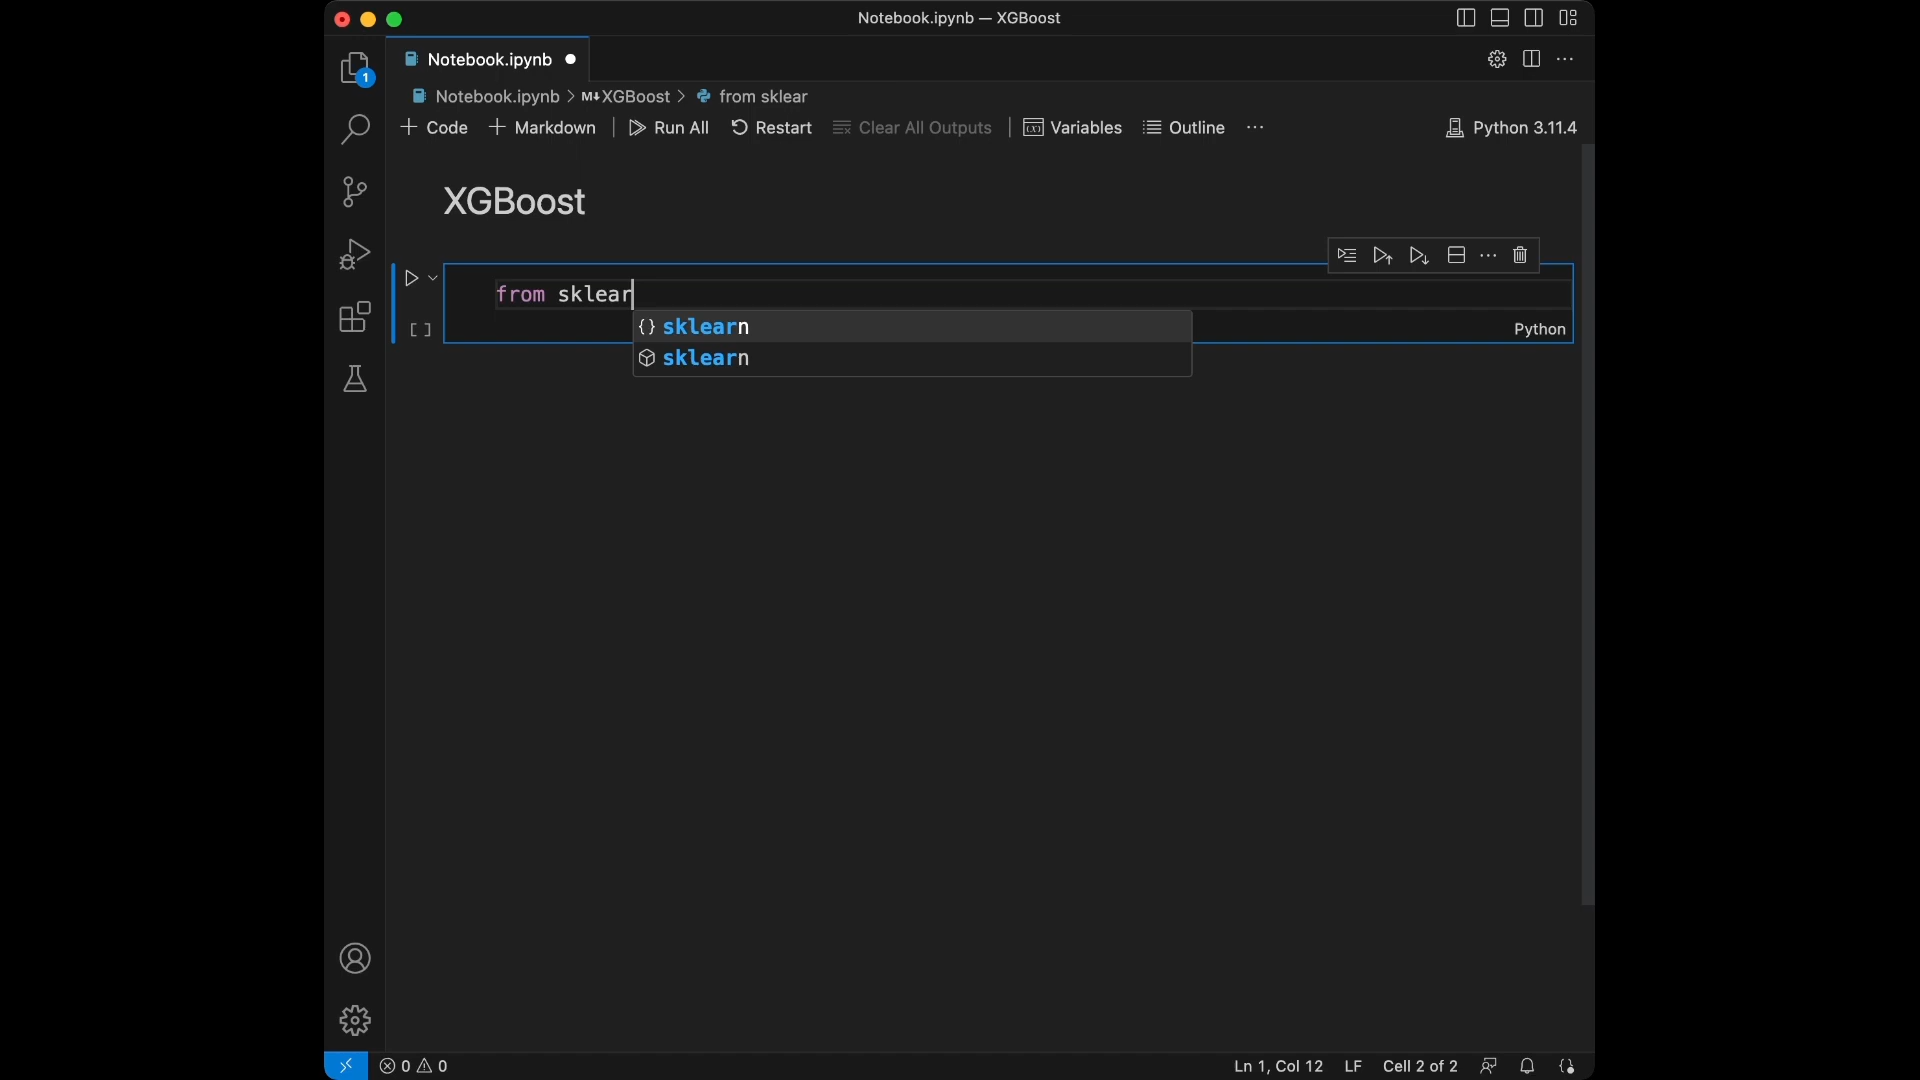 Notebook.ipynb — XGBoost
1
Notebook.ipynb
Notebook.ipynb > M↓XGBoost > from sklear
+ Code + Markdown | Run All Restart Clear All Outputs | (x) Variables Outline ... Python 3.11.4
XGBoost
from sklear
{} sklearn
[ ] Python
sklearn
0 0 Ln 1, Col 12 LF Cell 2 of 2